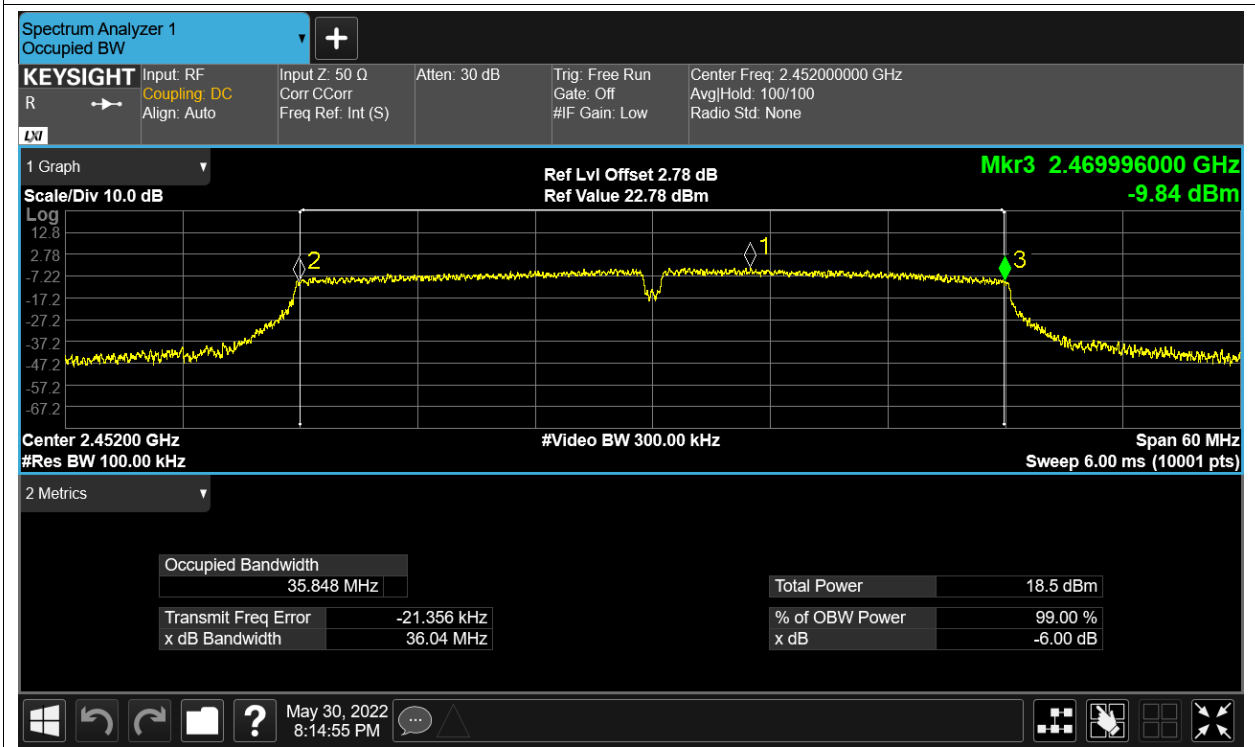 Spectrum Analyzer 1
Occupied BW
KEYSIGHT
R
LXI
Input: RF
Coupling: DC
Align: Auto
Input Z: 50 Ω
Corr CCorr
Freq Ref: Int (S)
Atten: 30 dB
Trig: Free Run
Gate: Off
#IF Gain: Low
Center Freq: 2.452000000 GHz
Avg|Hold: 100/100
Radio Std: None
1 Graph
Scale/Div 10.0 dB
Ref Lvl Offset 2.78 dB
Ref Value 22.78 dBm
Mkr3 2.469996000 GHz
-9.84 dBm
Log
12.8
2.78
-7.22
-17.2
-27.2
-37.2
-47.2
-57.2
-67.2
2
1
3
Center 2.45200 GHz
#Res BW 100.00 kHz
#Video BW 300.00 kHz
Span 60 MHz
Sweep 6.00 ms (10001 pts)
2 Metrics
Occupied Bandwidth
35.848 MHz
Transmit Freq Error -21.356 kHz
x dB Bandwidth 36.04 MHz
Total Power 18.5 dBm
% of OBW Power 99.00 %
x dB -6.00 dB
?
May 30, 2022
8:14:55 PM